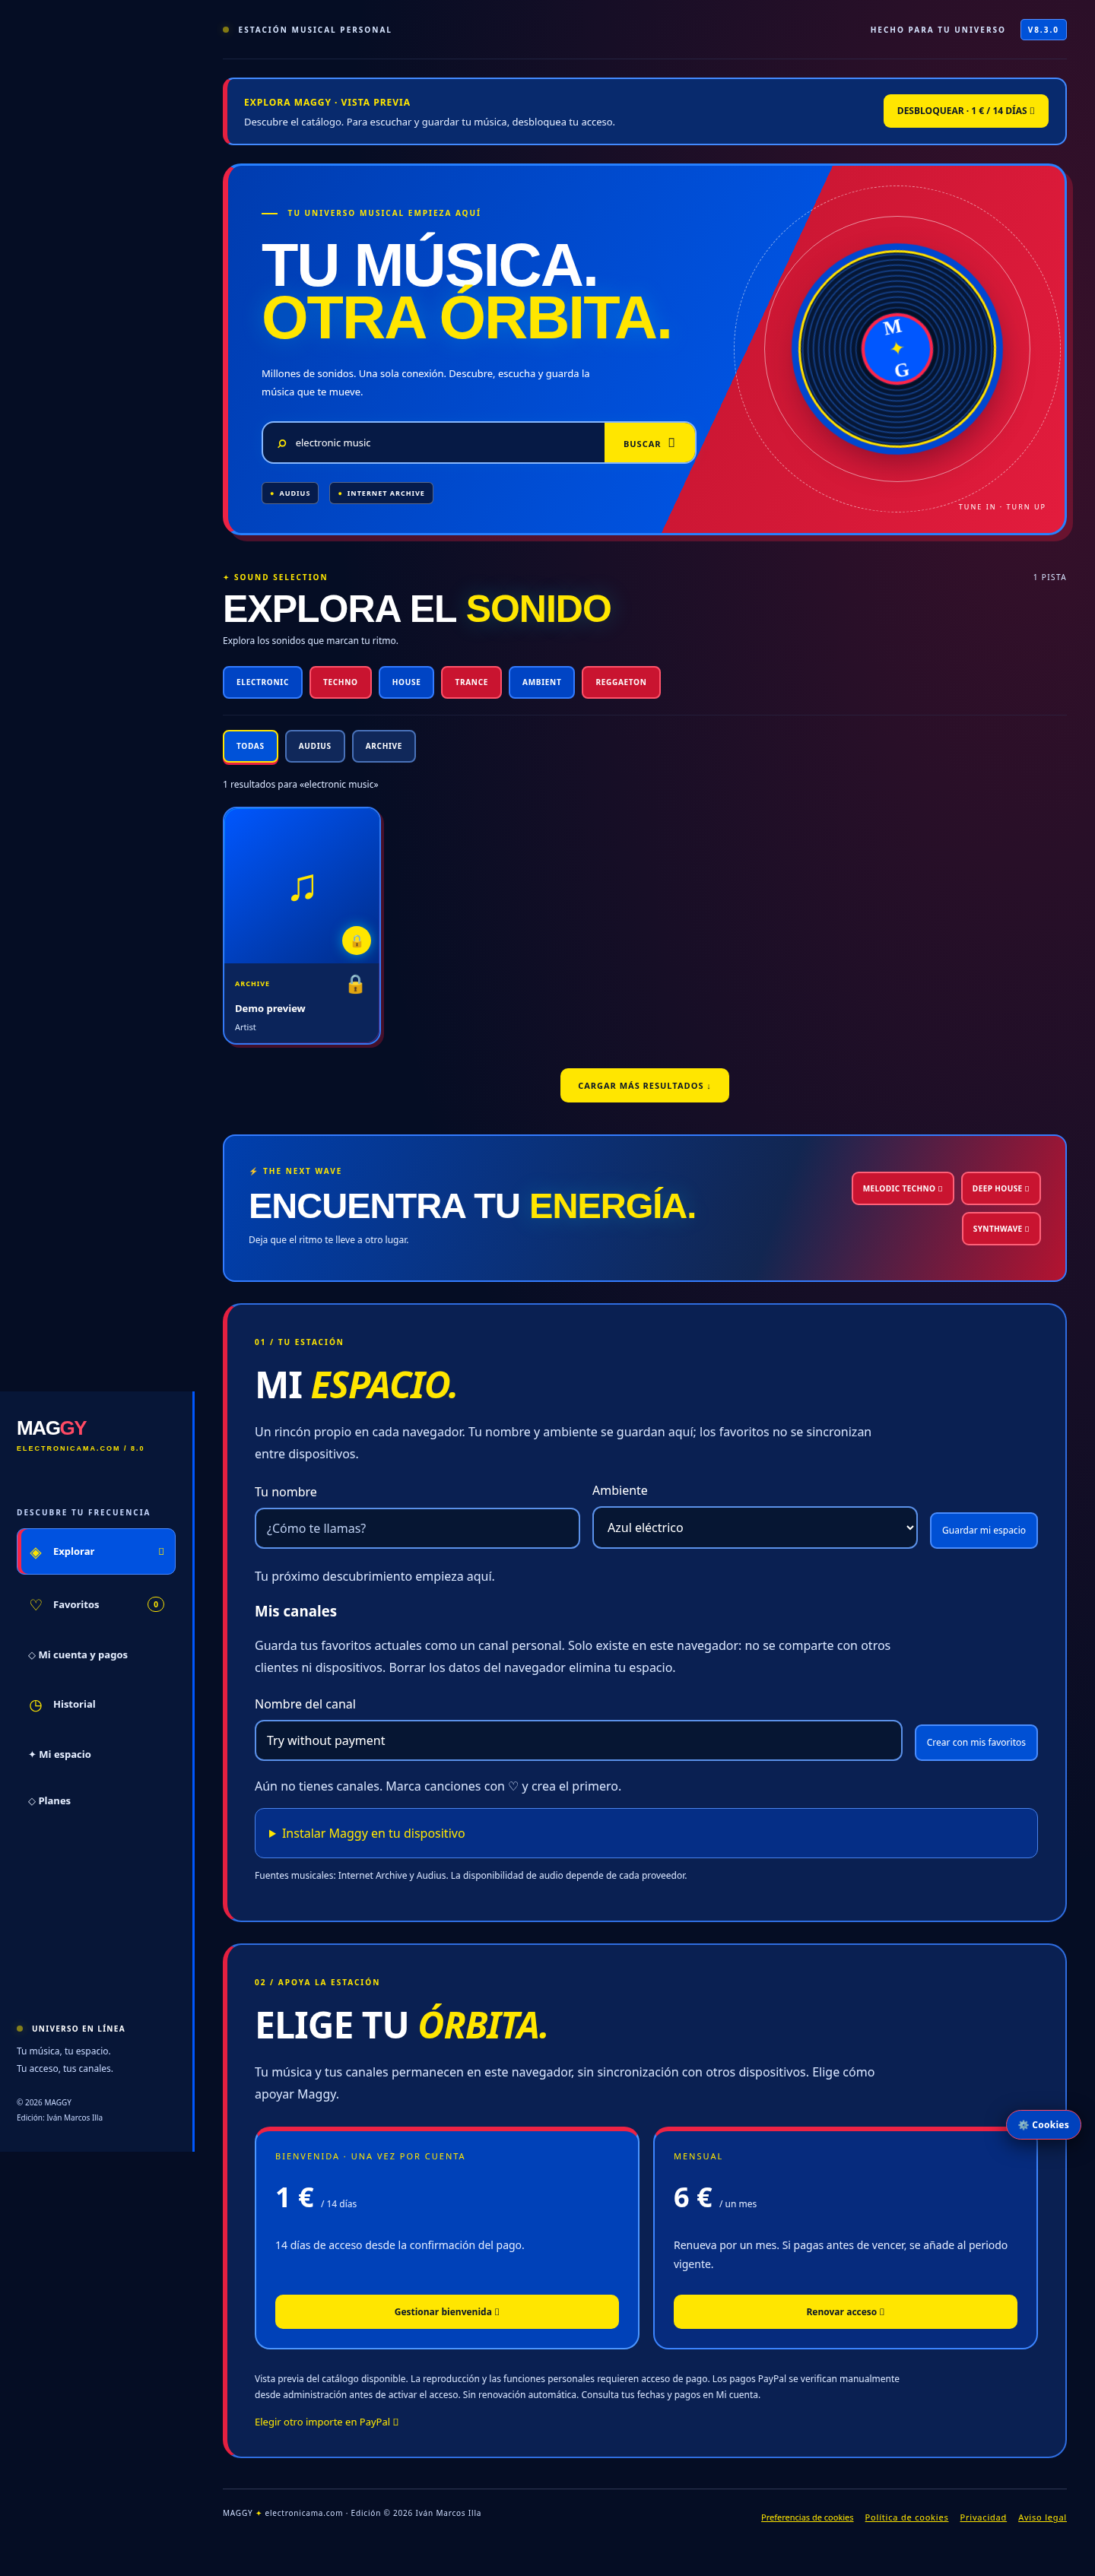 ESTACIÓN MUSICAL PERSONAL
HECHO PARA TU UNIVERSO
V8.3.0
EXPLORA MAGGY · VISTA PREVIA
Descubre el catálogo. Para escuchar y guardar tu música, desbloquea tu acceso.
DESBLOQUEAR · 1 € / 14 DÍAS
TU UNIVERSO MUSICAL EMPIEZA AQUÍ
TU MÚSICA.
OTRA ÓRBITA.
Millones de sonidos. Una sola conexión. Descubre, escucha y guarda la
música que te mueve.
⌕ electronic music
BUSCAR
● AUDIUS
● INTERNET ARCHIVE
M
✦
G
TUNE IN · TURN UP
✦ SOUND SELECTION
1 PISTA
EXPLORA EL SONIDO
Explora los sonidos que marcan tu ritmo.
ELECTRONIC
TECHNO
HOUSE
TRANCE
AMBIENT
REGGAETON
TODAS
AUDIUS
ARCHIVE
1 resultados para «electronic music»
♫
🔒
ARCHIVE
🔒
Demo preview
Artist
CARGAR MÁS RESULTADOS ↓
⚡ THE NEXT WAVE
ENCUENTRA TU ENERGÍA.
Deja que el ritmo te lleve a otro lugar.
MELODIC TECHNO
DEEP HOUSE
SYNTHWAVE
01 / TU ESTACIÓN
MI ESPACIO.
Un rincón propio en cada navegador. Tu nombre y ambiente se guardan aquí; los favoritos no se sincronizan
entre dispositivos.
Tu nombre
Ambiente
¿Cómo te llamas?
Azul eléctrico
Guardar mi espacio
Tu próximo descubrimiento empieza aquí.
Mis canales
Guarda tus favoritos actuales como un canal personal. Solo existe en este navegador: no se comparte con otros
clientes ni dispositivos. Borrar los datos del navegador elimina tu espacio.
Nombre del canal
Try without payment
Crear con mis favoritos
Aún no tienes canales. Marca canciones con ♡ y crea el primero.
▶ Instalar Maggy en tu dispositivo
Fuentes musicales: Internet Archive y Audius. La disponibilidad de audio depende de cada proveedor.
MAGGY
ELECTRONICAMA.COM / 8.0
DESCUBRE TU FRECUENCIA
◈ Explorar
♡ Favoritos 0
◇ Mi cuenta y pagos
◷ Historial
✦ Mi espacio
◇ Planes
UNIVERSO EN LÍNEA
Tu música, tu espacio.
Tu acceso, tus canales.
© 2026 MAGGY
Edición: Iván Marcos Illa
02 / APOYA LA ESTACIÓN
ELIGE TU ÓRBITA.
Tu música y tus canales permanecen en este navegador, sin sincronización con otros dispositivos. Elige cómo
apoyar Maggy.
⚙️ Cookies
BIENVENIDA · UNA VEZ POR CUENTA
1 € / 14 días
14 días de acceso desde la confirmación del pago.
Gestionar bienvenida
MENSUAL
6 € / un mes
Renueva por un mes. Si pagas antes de vencer, se añade al periodo
vigente.
Renovar acceso
Vista previa del catálogo disponible. La reproducción y las funciones personales requieren acceso de pago. Los pagos PayPal se verifican manualmente
desde administración antes de activar el acceso. Sin renovación automática. Consulta tus fechas y pagos en Mi cuenta.
Elegir otro importe en PayPal
MAGGY ✦ electronicama.com · Edición © 2026 Iván Marcos Illa
Preferencias de cookies
Política de cookies
Privacidad
Aviso legal